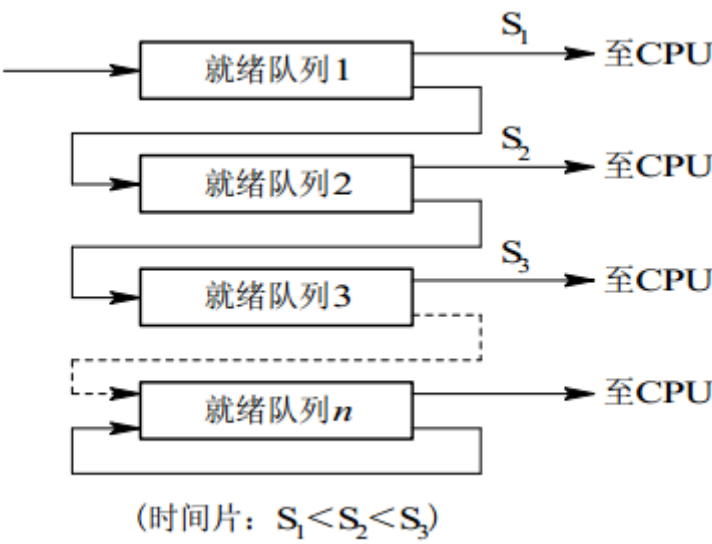 S₁
就绪队列1 至CPU
S₂
就绪队列2 至CPU
S₃
就绪队列3 至CPU
就绪队列n 至CPU
(时间片：S₁<S₂<S₃)